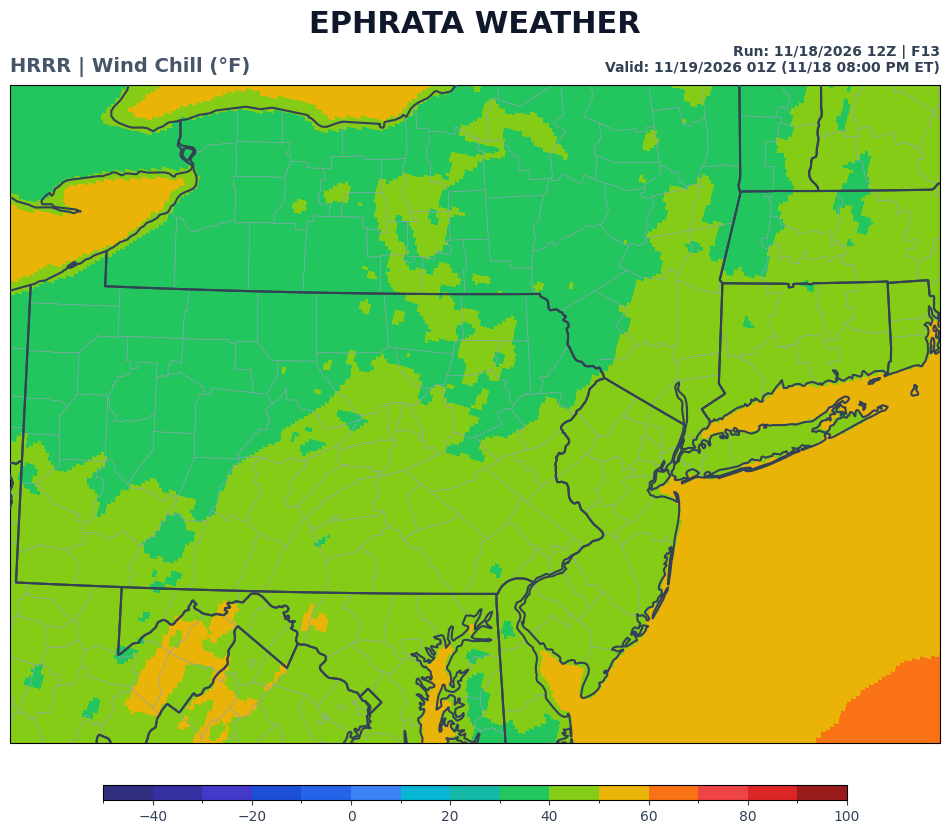 EPHRATA WEATHER
HRRR | Wind Chill (°F)
Run: 11/18/2026 12Z | F13
Valid: 11/19/2026 01Z (11/18 08:00 PM ET)
−40 −20 0 20 40 60 80 100